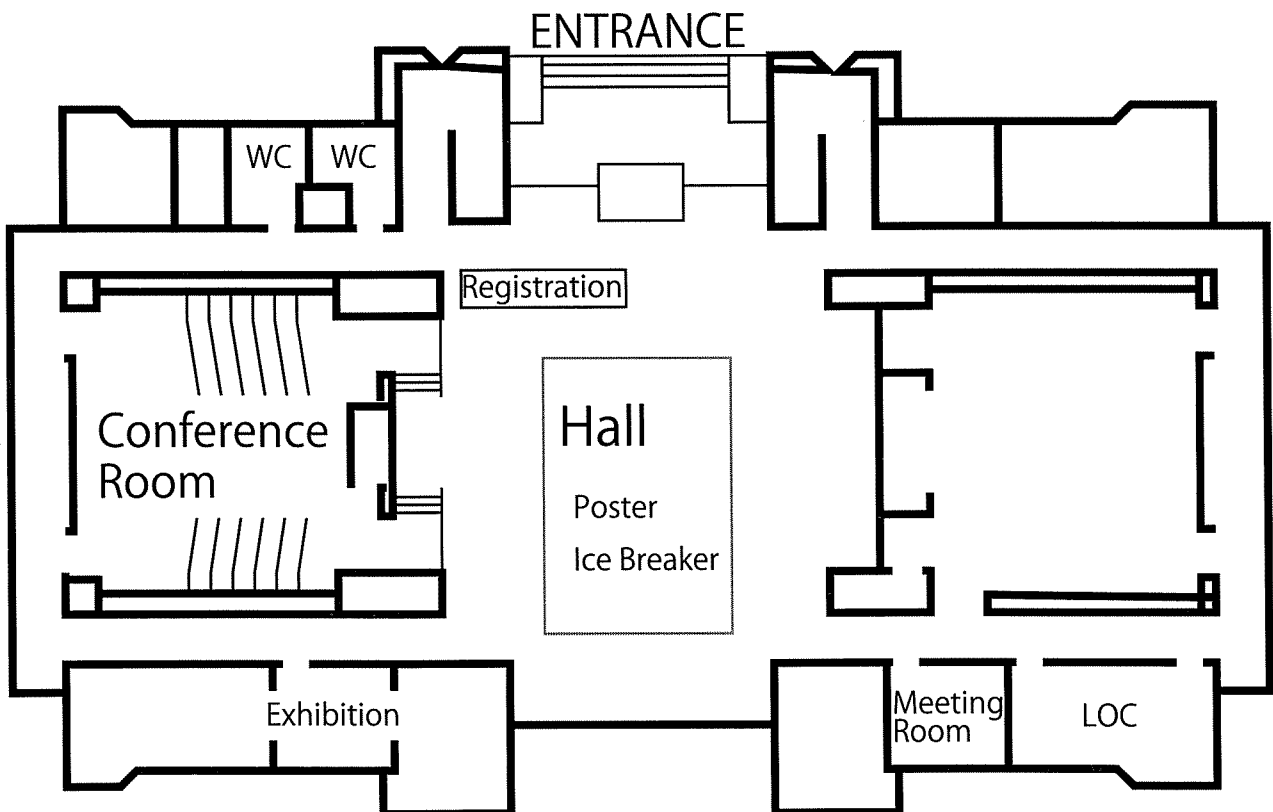 ENTRANCE
WC
WC
Registration
Conference
Room
Hall
Poster
Ice Breaker
Exhibition
Meeting
Room
LOC